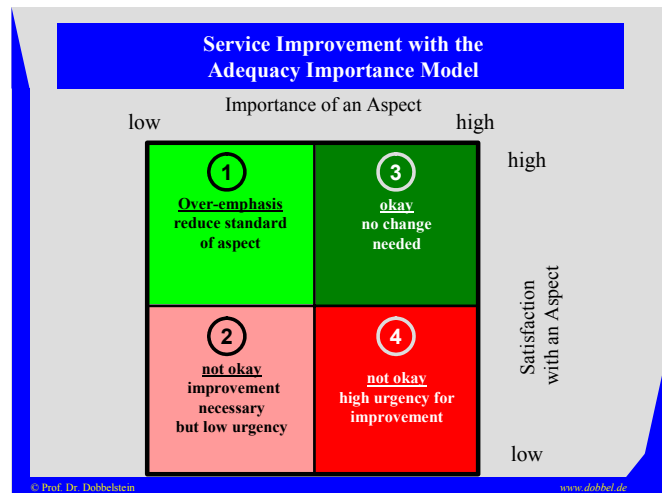 Service Improvement with the
Adequacy Importance Model
Importance of an Aspect
low
high
high
1
Over-emphasis
reduce standard
of aspect
3
okay
no change
needed
Satisfaction
with an Aspect
2
not okay
improvement
necessary
but low urgency
4
not okay
high urgency for
improvement
low
© Prof. Dr. Dobbelstein
www.dobbel.de